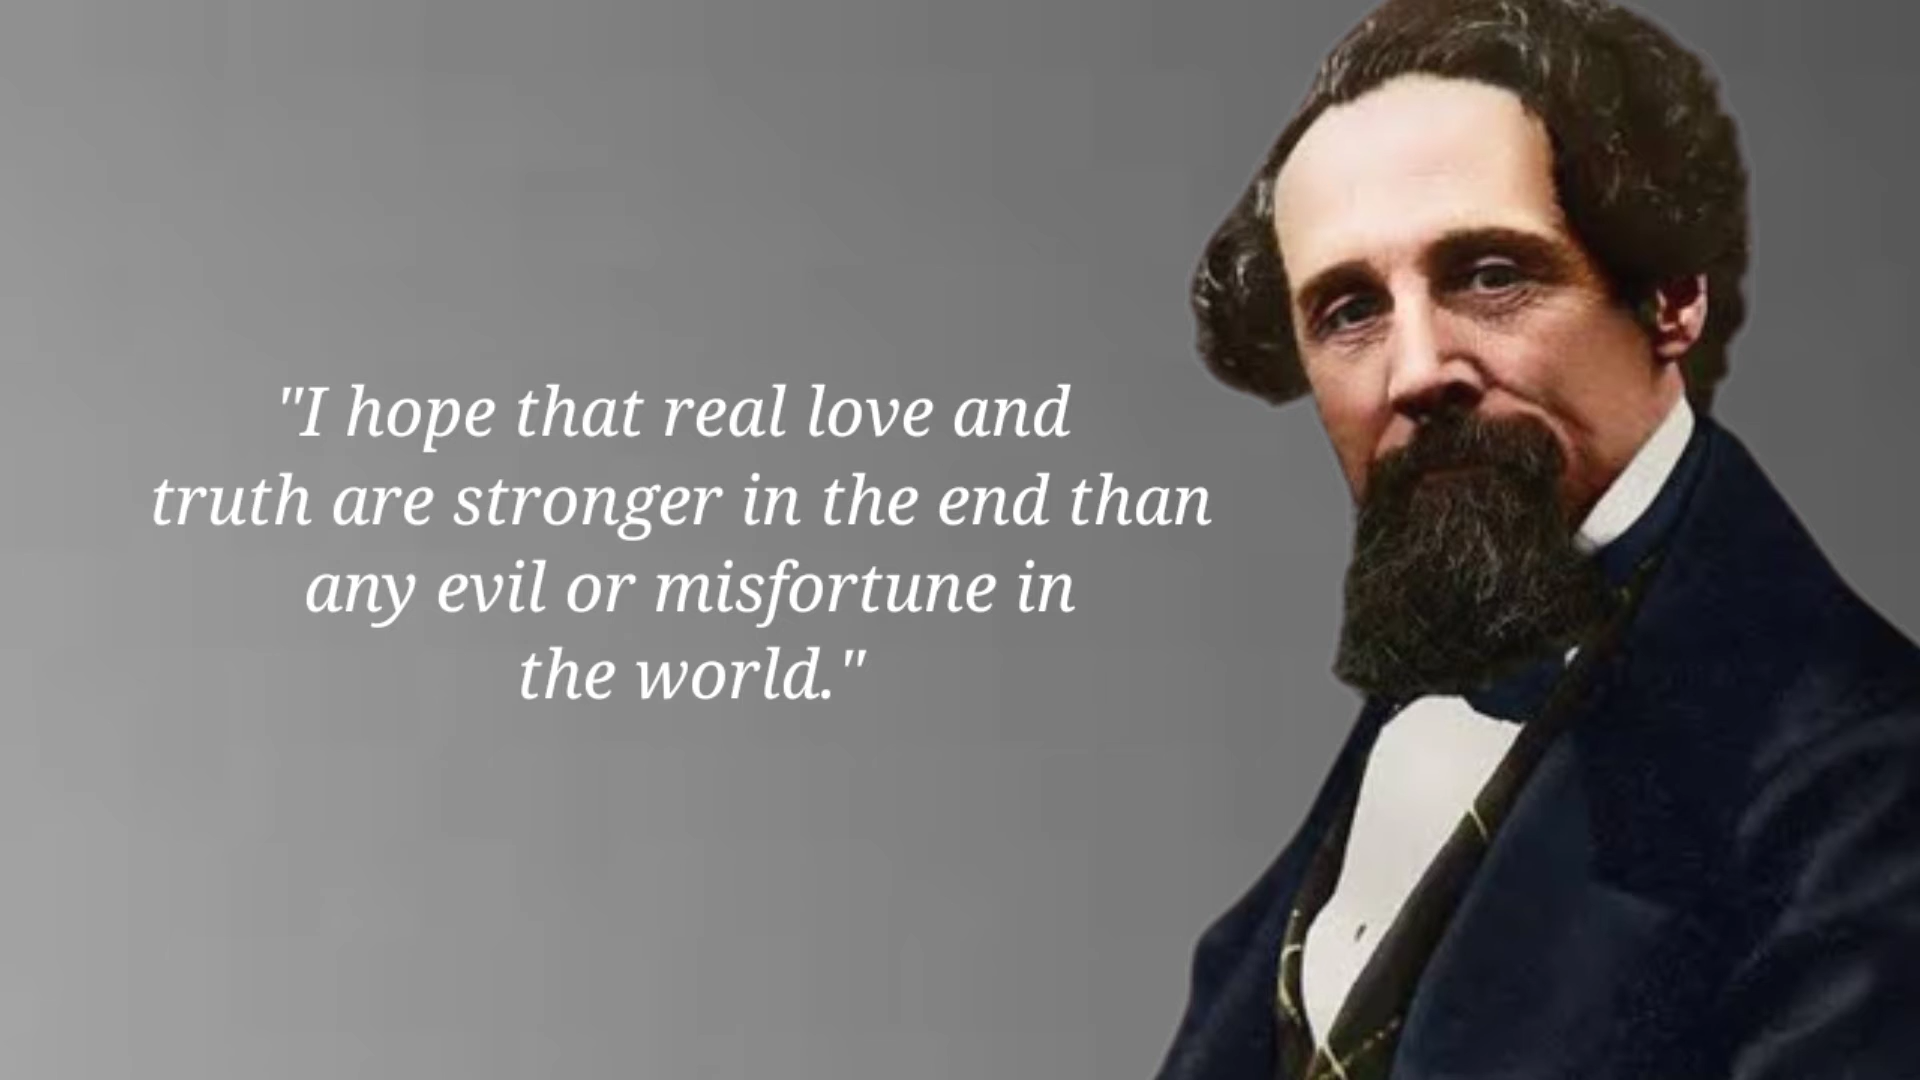 "I hope that real love and
truth are stronger in the end than
any evil or misfortune in
the world."